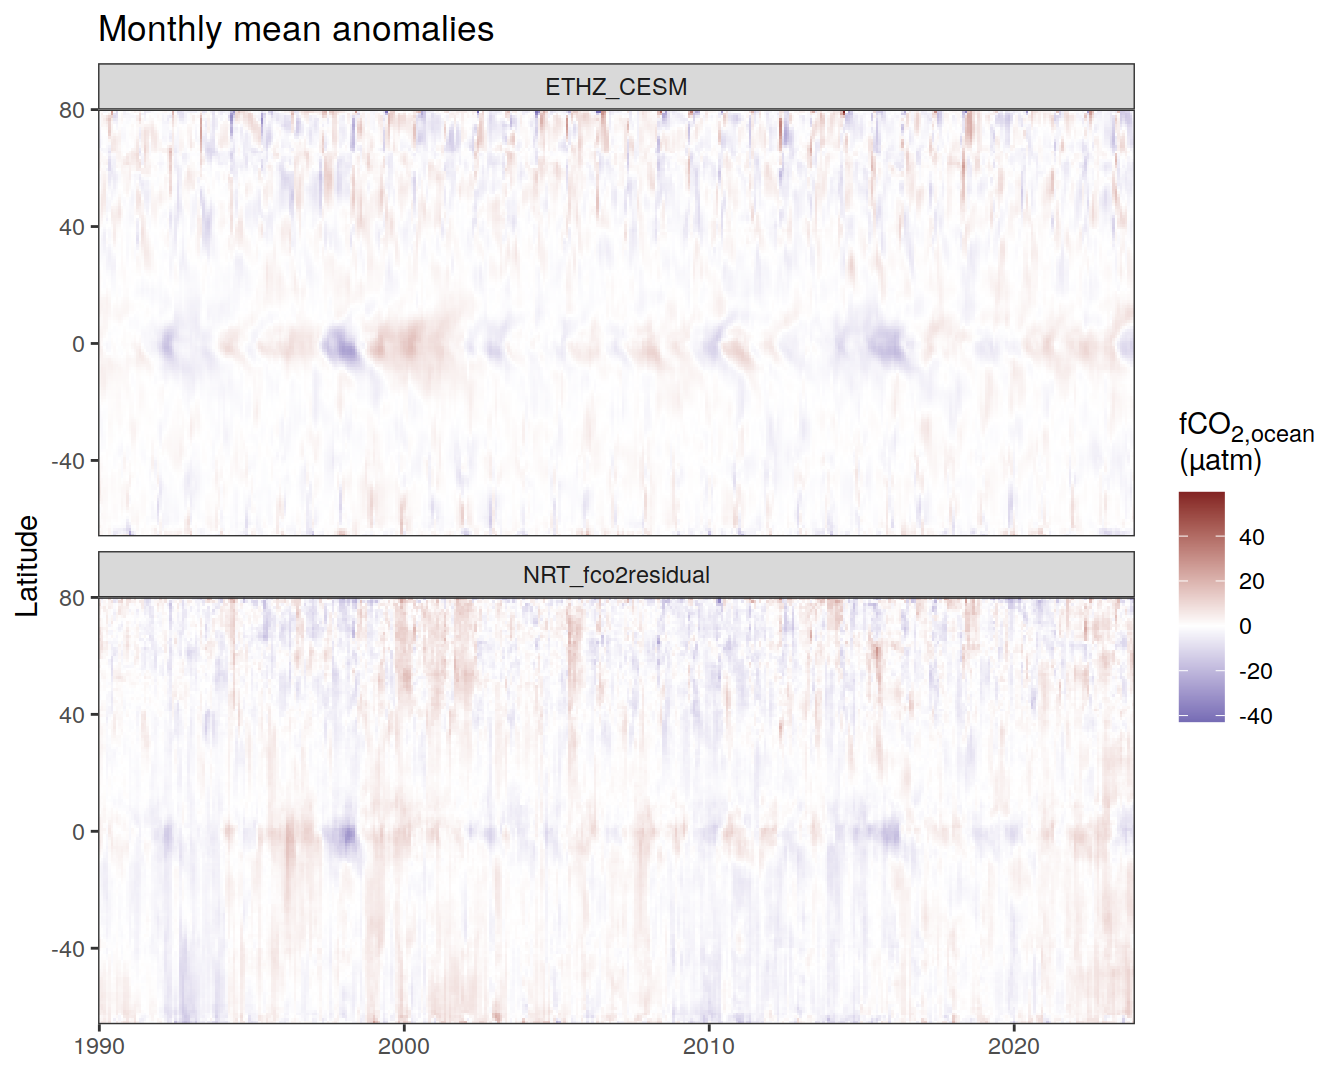 Monthly mean anomalies
ETHZ_CESM
80
40
0
-40
Latitude
NRT_fco2residual
80
40
0
-40
1990 2000 2010 2020
fCO2,ocean
(µatm)
40
20
0
-20
-40